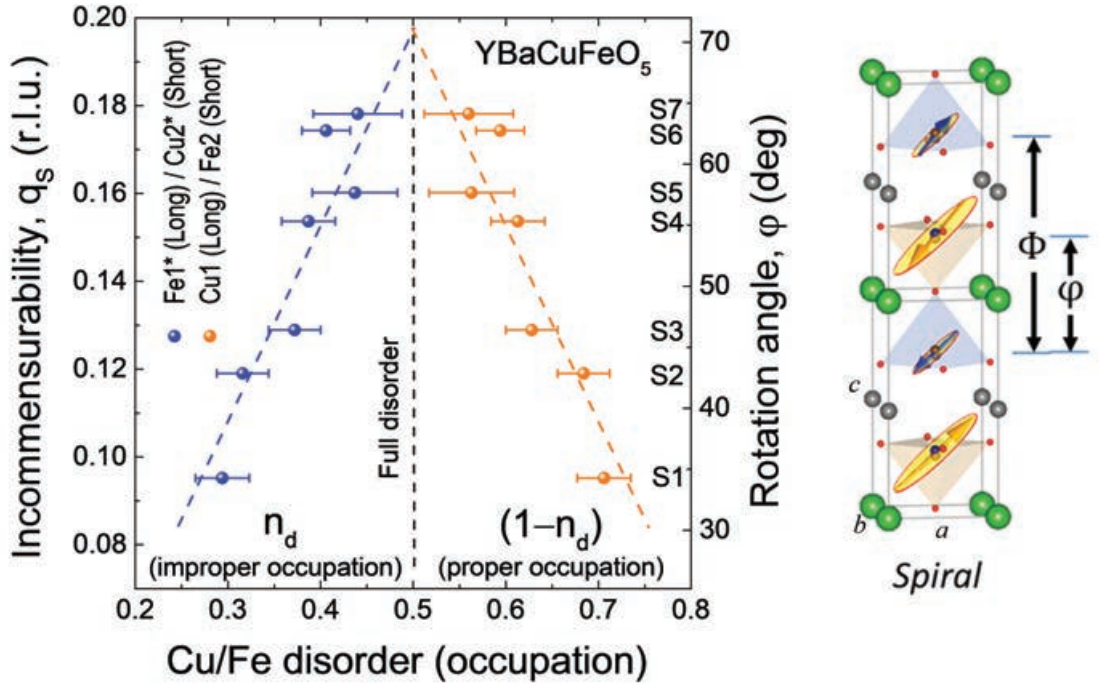 Incommensurability, q_s (r.l.u.)
0.20
0.18
0.16
0.14
0.12
0.10
0.08
YBaCuFeO₅
Fe1* (Long) / Cu2* (Short)
Cu1 (Long) / Fe2 (Short)
Full disorder
S7
S6
S5
S4
S3
S2
S1
n_d
(improper occupation)
(1–n_d)
(proper occupation)
70
60
50
40
30
Rotation angle, φ (deg)
0.2 0.3 0.4 0.5 0.6 0.7 0.8
Cu/Fe disorder (occupation)
Φ
φ
c
b
a
Spiral